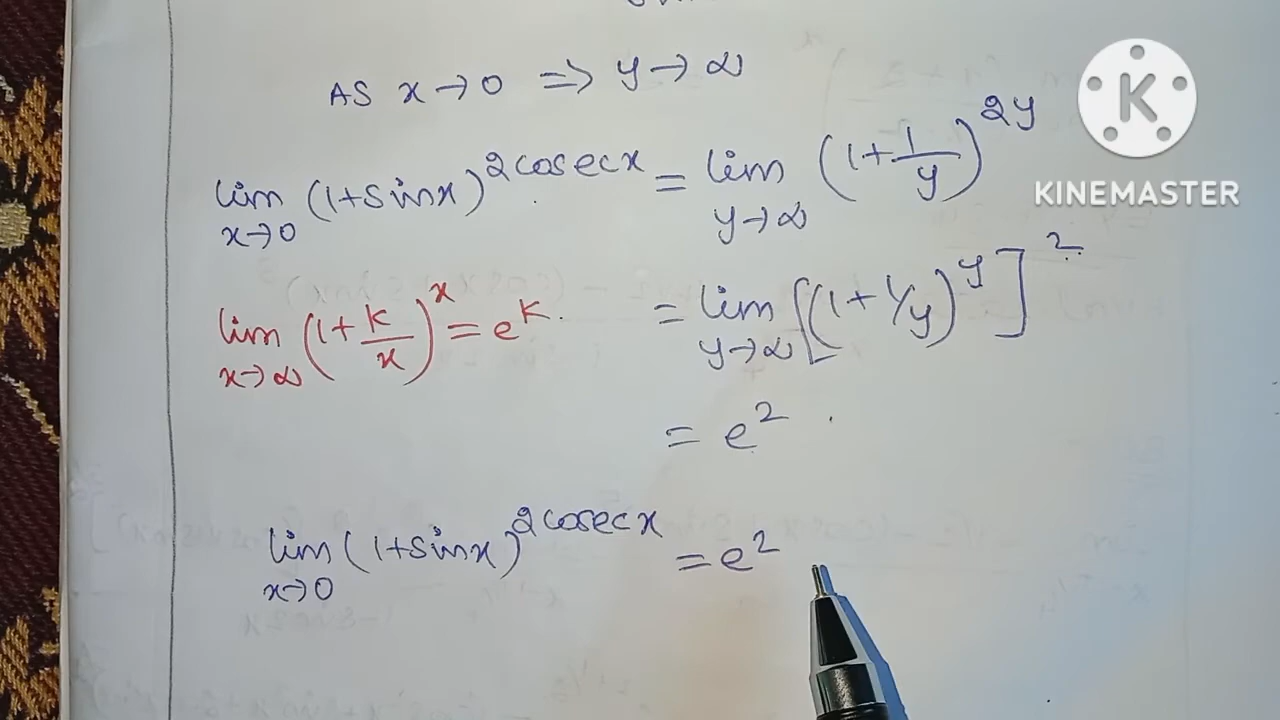 AS x→0 ⇒ y→∞
K
KINEMASTER
lim x→0 (1+sinx)^2cosecx = lim y→∞ (1+1/y)^2y
lim x→∞ (1+k/x)^x = e^k. = lim y→∞ [(1+1/y)^y]^2
= e^2
lim x→0 (1+sinx)^2cosecx = e^2